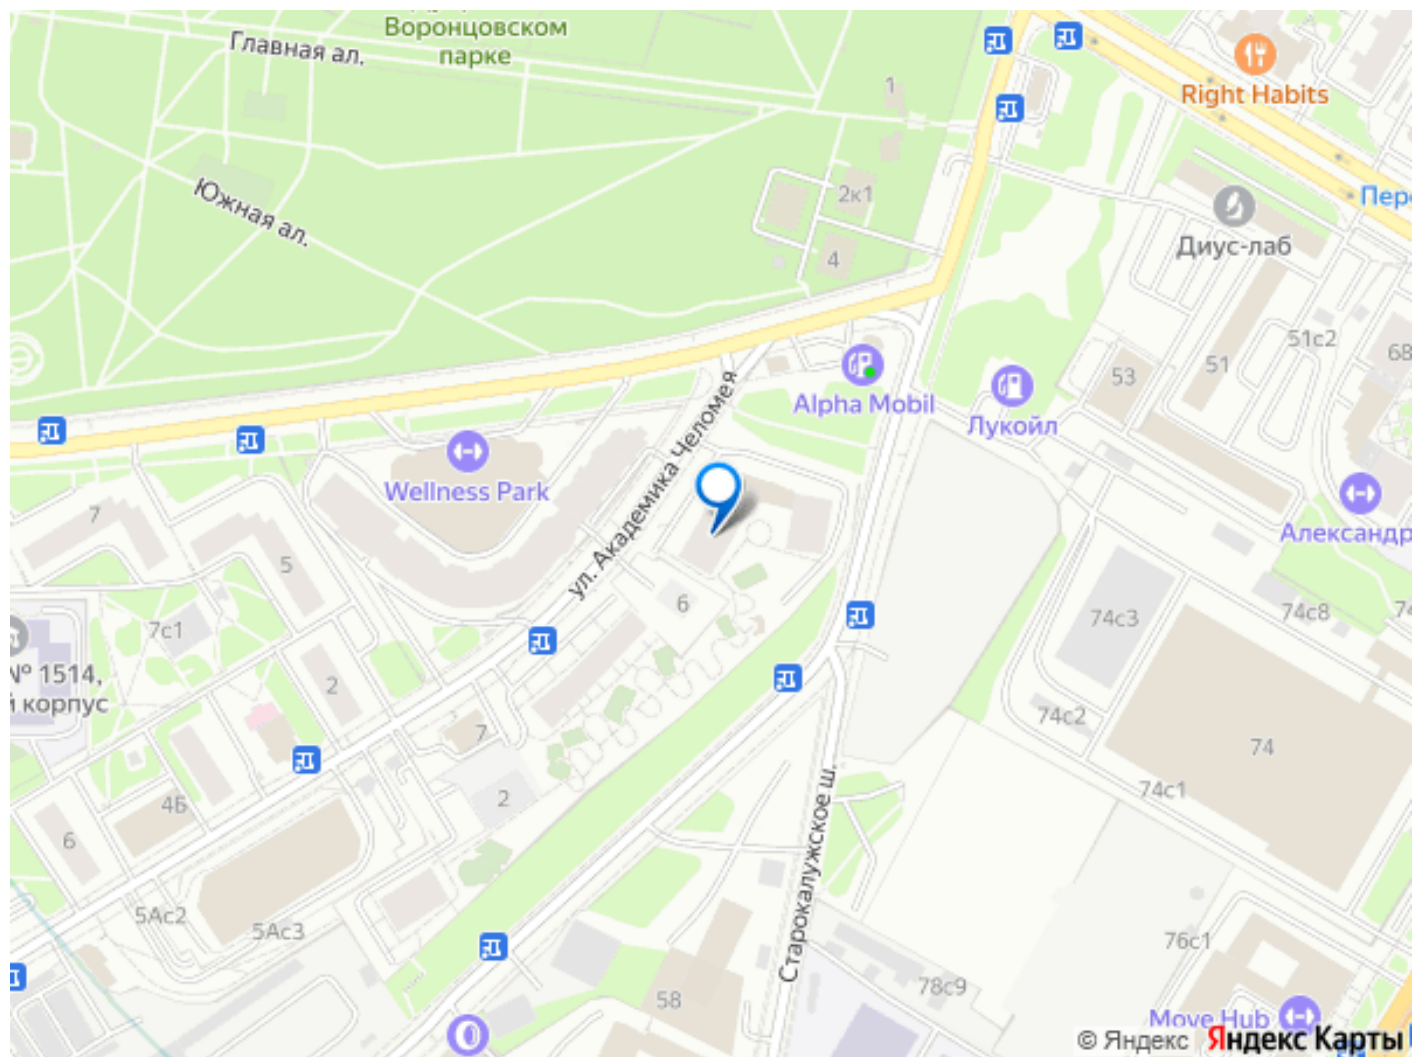 Воронцовском
парке
Главная ал.
Right Habits
1
Южная ал.
2к1
Пере
Диус-лаб
4
51с2
68
51
53
Alpha Mobil
Лукойл
ул. Академика Челомея
Wellness Park
7
Александр
5
6
7с1
74с3
74с8
74
№ 1514,
й корпус
2
74с2
7
74
74с1
2
4Б
6
Старокалужское ш.
5Ас2
5Ас3
76с1
58
78с9
Move Hub
© Яндекс Яндекс Карты